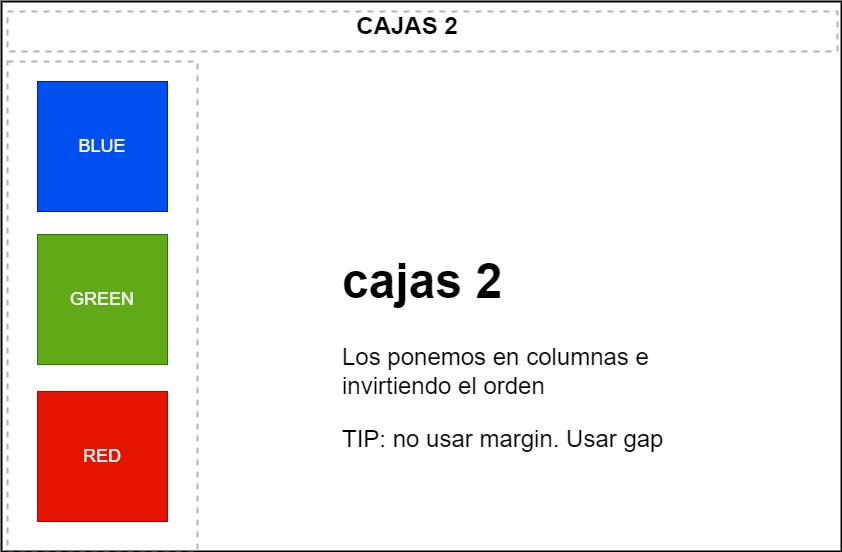 CAJAS 2
BLUE
GREEN
RED
cajas 2
Los ponemos en columnas e
invirtiendo el orden
TIP: no usar margin. Usar gap